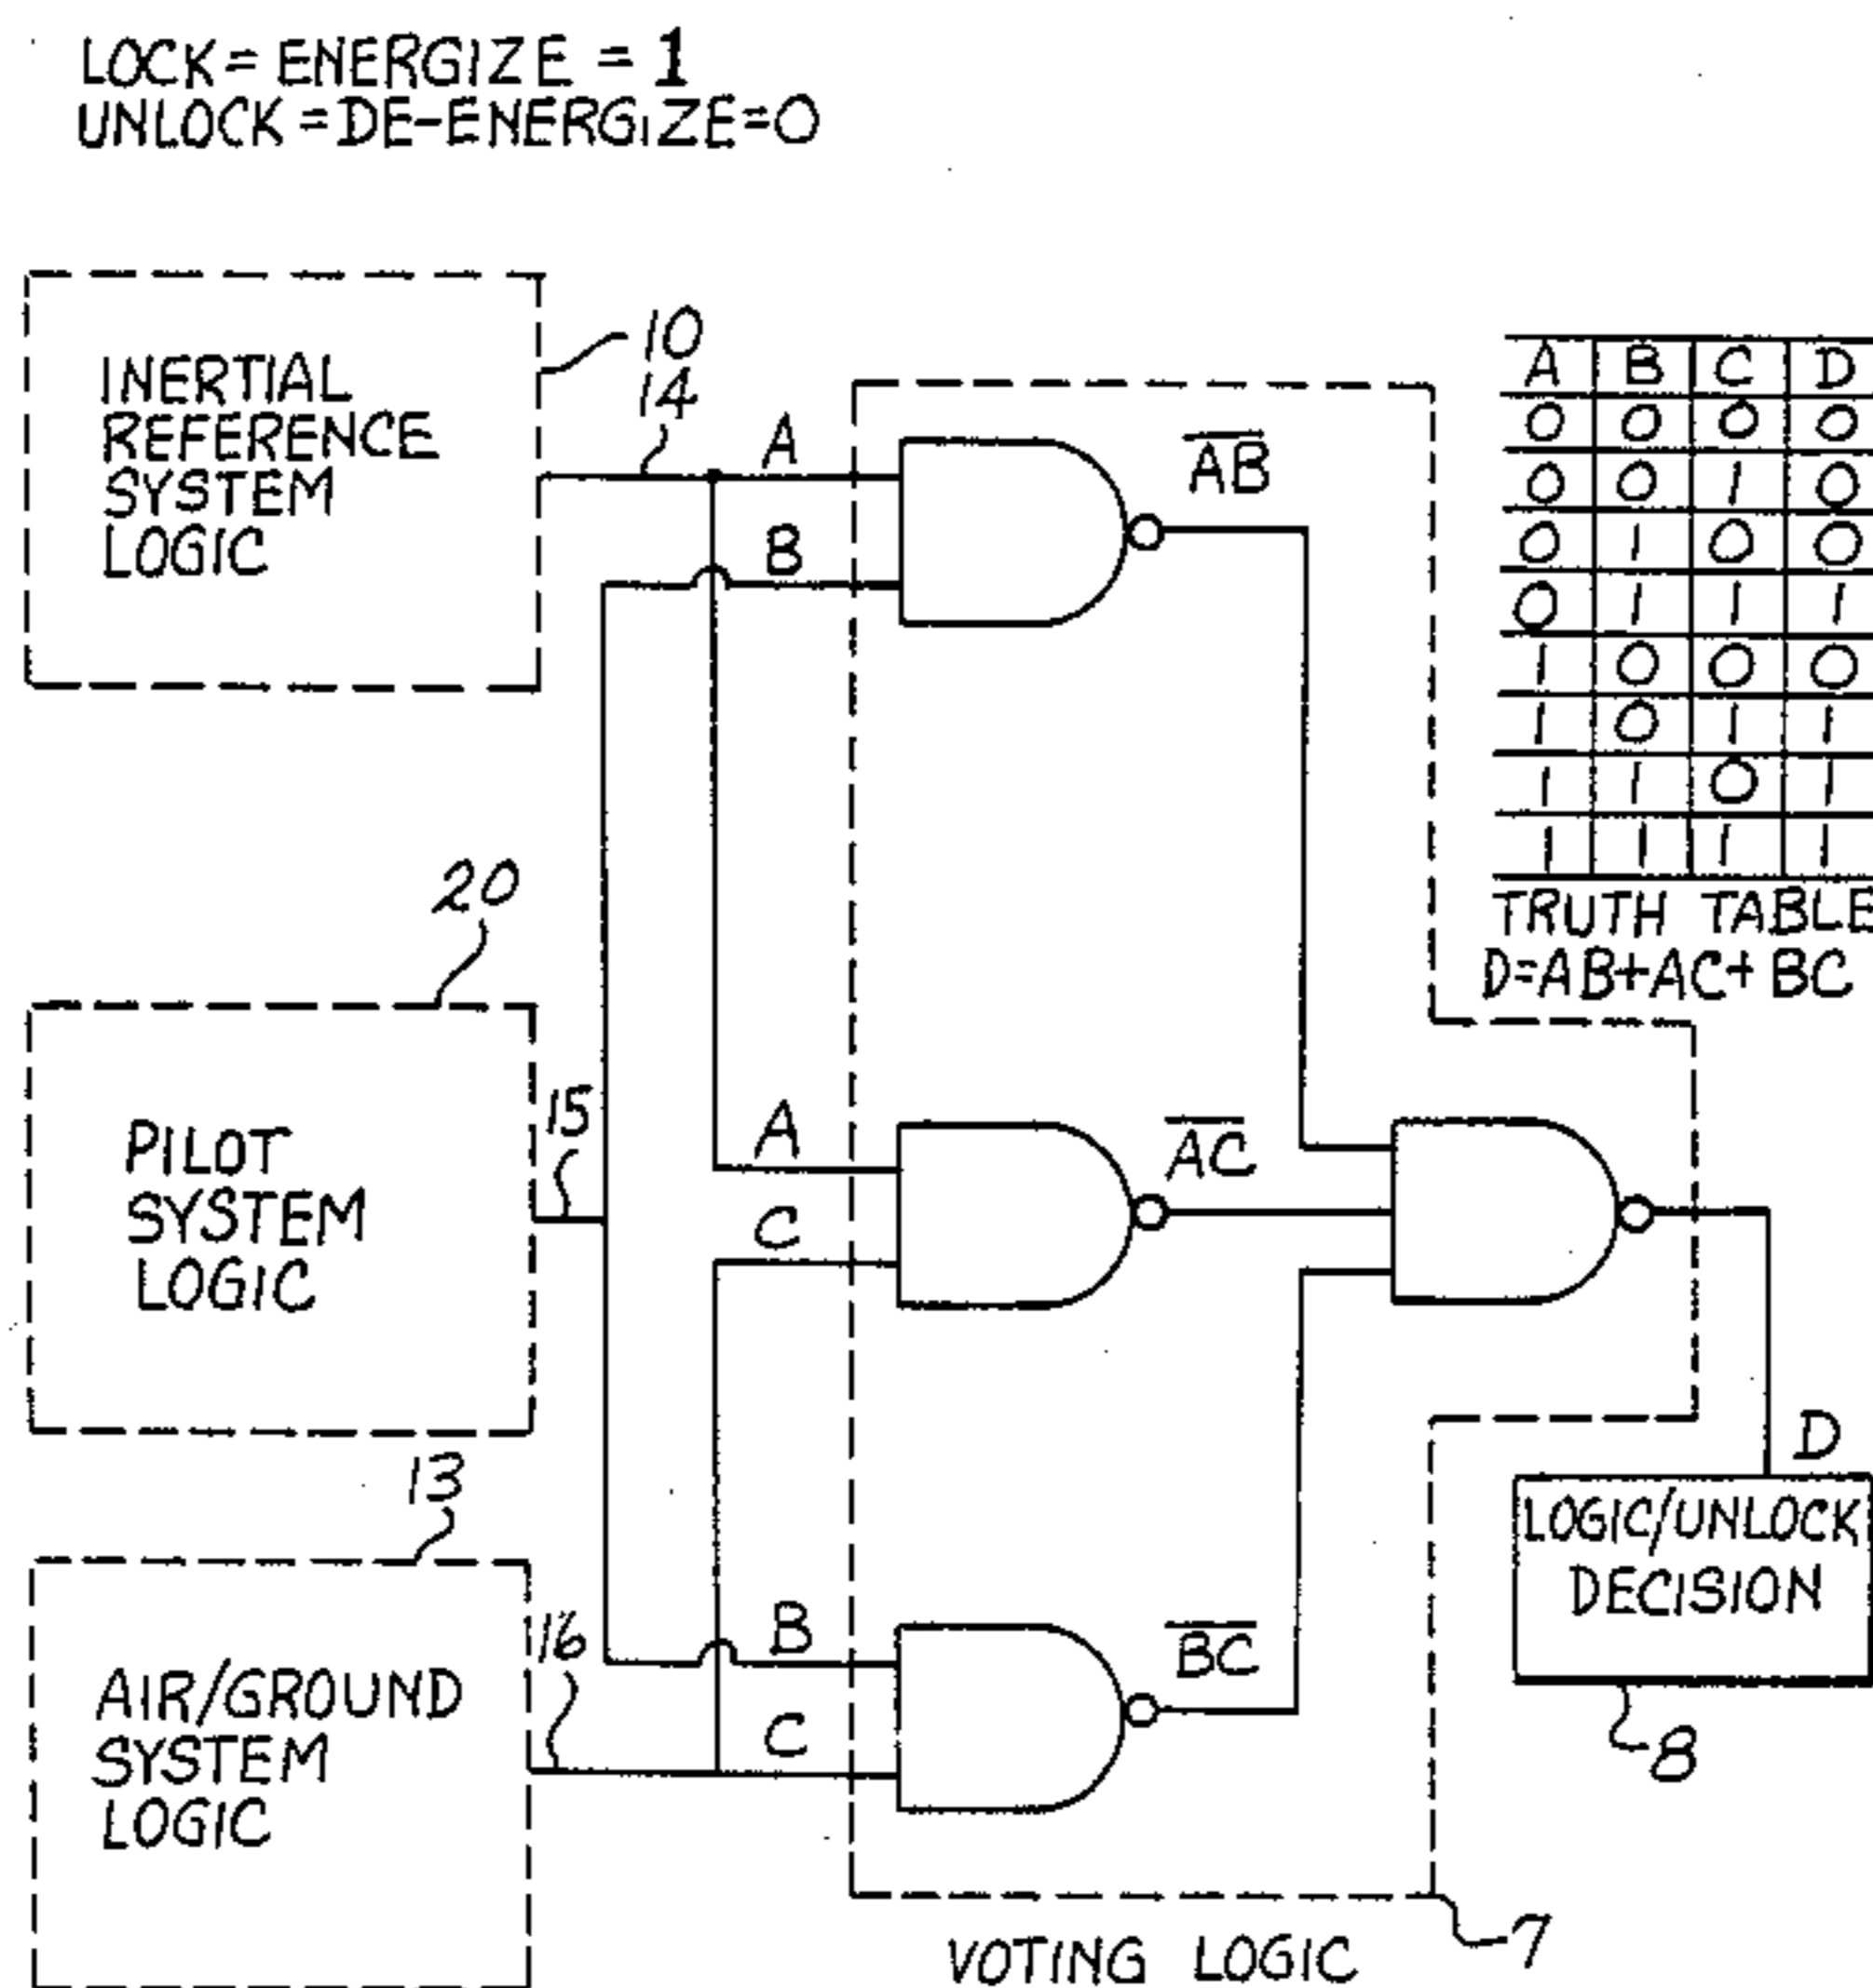 LOCK = ENERGIZE = 1
UNLOCK = DE-ENERGIZE = 0
10
14
INERTIAL
REFERENCE
SYSTEM
LOGIC
A
B
A̅B̅
A B C D
0 0 0 0
0 0 1 0
0 1 0 0
0 1 1 1
1 0 0 0
1 0 1 1
1 1 0 1
1 1 1 1
TRUTH TABLE
D=AB+AC+BC
20
15
PILOT
SYSTEM
LOGIC
A
C
A̅C̅
13
16
AIR/GROUND
SYSTEM
LOGIC
B
C
B̅C̅
D
LOGIC/UNLOCK
DECISION
8
7
VOTING LOGIC